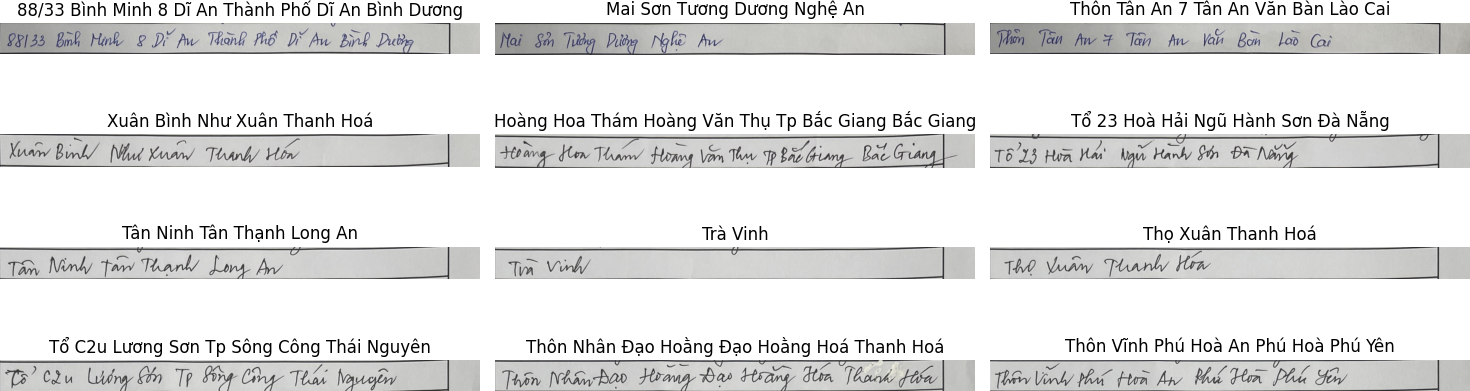 88/33 Bình Minh 8 Dĩ An Thành Phố Dĩ An Bình Dương
Mai Sơn Tương Dương Nghệ An
Thôn Tân An 7 Tân An Văn Bàn Lào Cai
88/33 Bình Minh 8 Dĩ An Thành Phố Dĩ An Bình Dương
Mai Sơn Tương Dương Nghệ An
Thôn Tân An 7 Tân An Văn Bàn Lào Cai
Xuân Bình Như Xuân Thanh Hoá
Hoàng Hoa Thám Hoàng Văn Thụ Tp Bắc Giang Bắc Giang
Tổ 23 Hoà Hải Ngũ Hành Sơn Đà Nẵng
Xuân Bình Như Xuân Thanh Hóa
Hoàng Hoa Thám Hoàng Văn Thụ Tp Bắc Giang Bắc Giang
Tổ 23 Hoà Hải Ngũ Hành Sơn Đà Nẵng
Tân Ninh Tân Thạnh Long An
Trà Vinh
Thọ Xuân Thanh Hoá
Tân Ninh Tân Thạnh Long An
Trà Vinh
Thọ Xuân Thanh Hóa
Tổ C2u Lương Sơn Tp Sông Công Thái Nguyên
Thôn Nhân Đạo Hoằng Đạo Hoằng Hoá Thanh Hoá
Thôn Vĩnh Phú Hoà An Phú Hoà Phú Yên
Tổ C2u Lương Sơn Tp Sông Công Thái Nguyên
Thôn Nhân Đạo Hoằng Đạo Hoằng Hóa Thanh Hóa
Thôn Vĩnh Phú Hoà An Phú Hoà Phú Yên